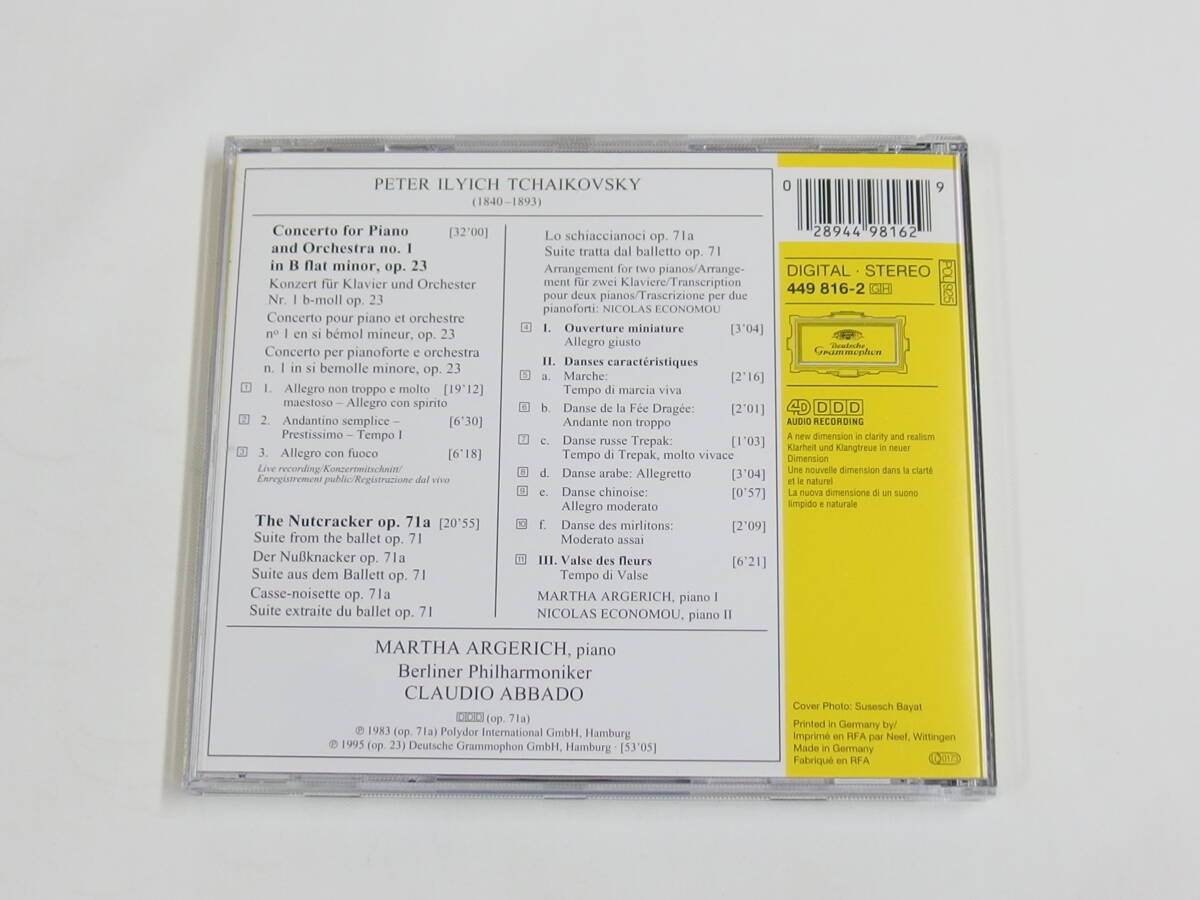 PETER ILYICH TCHAIKOVSKY
(1840–1893)
Concerto for Piano [32'00]
and Orchestra no. 1
in B flat minor, op. 23
Konzert für Klavier und Orchester
Nr. 1 b-moll op. 23
Concerto pour piano et orchestre
nº 1 en si bémol mineur, op. 23
Concerto per pianoforte e orchestra
n. 1 in si bemolle minore, op. 23
1 1. Allegro non troppo e molto [19'12]
maestoso – Allegro con spirito
2 2. Andantino semplice – [6'30]
Prestissimo – Tempo I
3 3. Allegro con fuoco [6'18]
Live recording/Konzertmitschnitt/
Enregistrement public/Registrazione dal vivo
The Nutcracker op. 71a [20'55]
Suite from the ballet op. 71
Der Nußknacker op. 71a
Suite aus dem Ballett op. 71
Casse-noisette op. 71a
Suite extraite du ballet op. 71
Lo schiaccianoci op. 71a
Suite tratta dal balletto op. 71
Arrangement for two pianos/Arrange-
ment für zwei Klaviere/Transcription
pour deux pianos/Trascrizione per due
pianoforti: NICOLAS ECONOMOU
4 I. Ouverture miniature [3'04]
Allegro giusto
II. Danses caractéristiques
5 a. Marche: [2'16]
Tempo di marcia viva
6 b. Danse de la Fée Dragée: [2'01]
Andante non troppo
7 c. Danse russe Trepak: [1'03]
Tempo di Trepak, molto vivace
8 d. Danse arabe: Allegretto [3'04]
9 e. Danse chinoise: [0'57]
Allegro moderato
10 f. Danse des mirlitons: [2'09]
Moderato assai
11 III. Valse des fleurs [6'21]
Tempo di Valse
MARTHA ARGERICH, piano I
NICOLAS ECONOMOU, piano II
MARTHA ARGERICH, piano
Berliner Philharmoniker
CLAUDIO ABBADO
DDD (op. 71a)
℗ 1983 (op. 71a) Polydor International GmbH, Hamburg
℗ 1995 (op. 23) Deutsche Grammophon GmbH, Hamburg · [53'05]
0 28944 98162 9
DIGITAL · STEREO
449 816-2 GH
POL 925
Deutsche
Grammophon
4D DDD
AUDIO RECORDING
A new dimension in clarity and realism
Klarheit und Klangtreue in neuer
Dimension
Une nouvelle dimension dans la clarté
et le naturel
La nuova dimensione di un suono
limpido e naturale
Cover Photo: Susesch Bayat
Printed in Germany by/
Imprimé en RFA par Neef, Wittingen
Made in Germany
Fabriqué en RFA
LC 0173